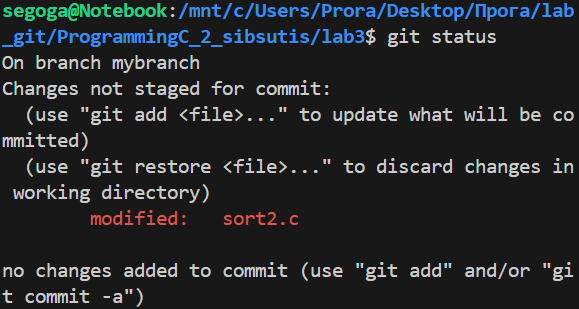 segoga@Notebook:/mnt/c/Users/Prora/Desktop/Прога/lab
_git/ProgrammingC_2_sibsutis/lab3$ git status
On branch mybranch
Changes not staged for commit:
  (use "git add <file>..." to update what will be co
mmitted)
  (use "git restore <file>..." to discard changes in
 working directory)
        modified:   sort2.c

no changes added to commit (use "git add" and/or "gi
t commit -a")